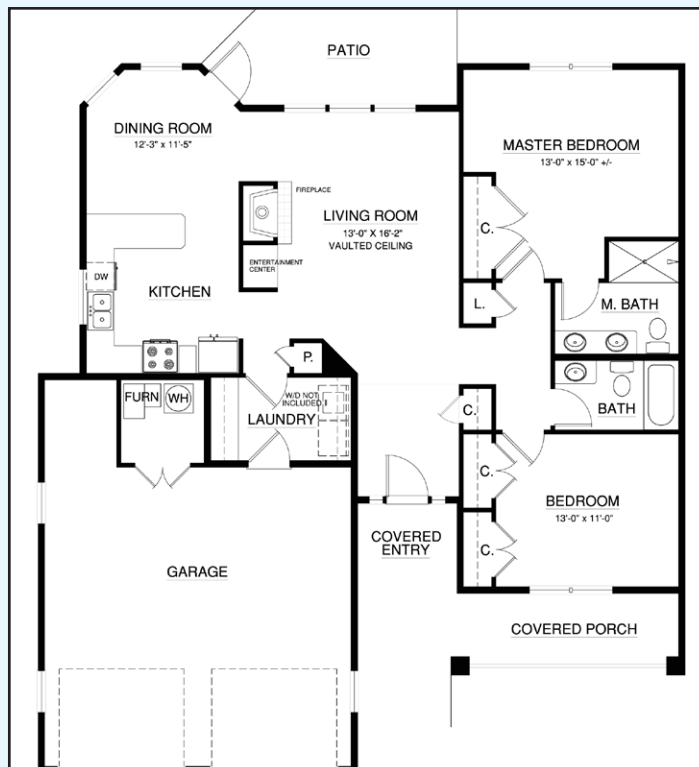 PATIO
DINING ROOM
12'-3" x 11'-5"
MASTER BEDROOM
13'-0" x 15'-0" +/-
FIREPLACE
LIVING ROOM
13'-0" X 16'-2"
VAULTED CEILING
C.
ENTERTAINMENT
CENTER
DW
KITCHEN
L.
M. BATH
P.
FURN
WH
W/D NOT
INCLUDED
LAUNDRY
C.
BATH
C.
BEDROOM
13'-0" x 11'-0"
COVERED
ENTRY
C.
GARAGE
COVERED PORCH